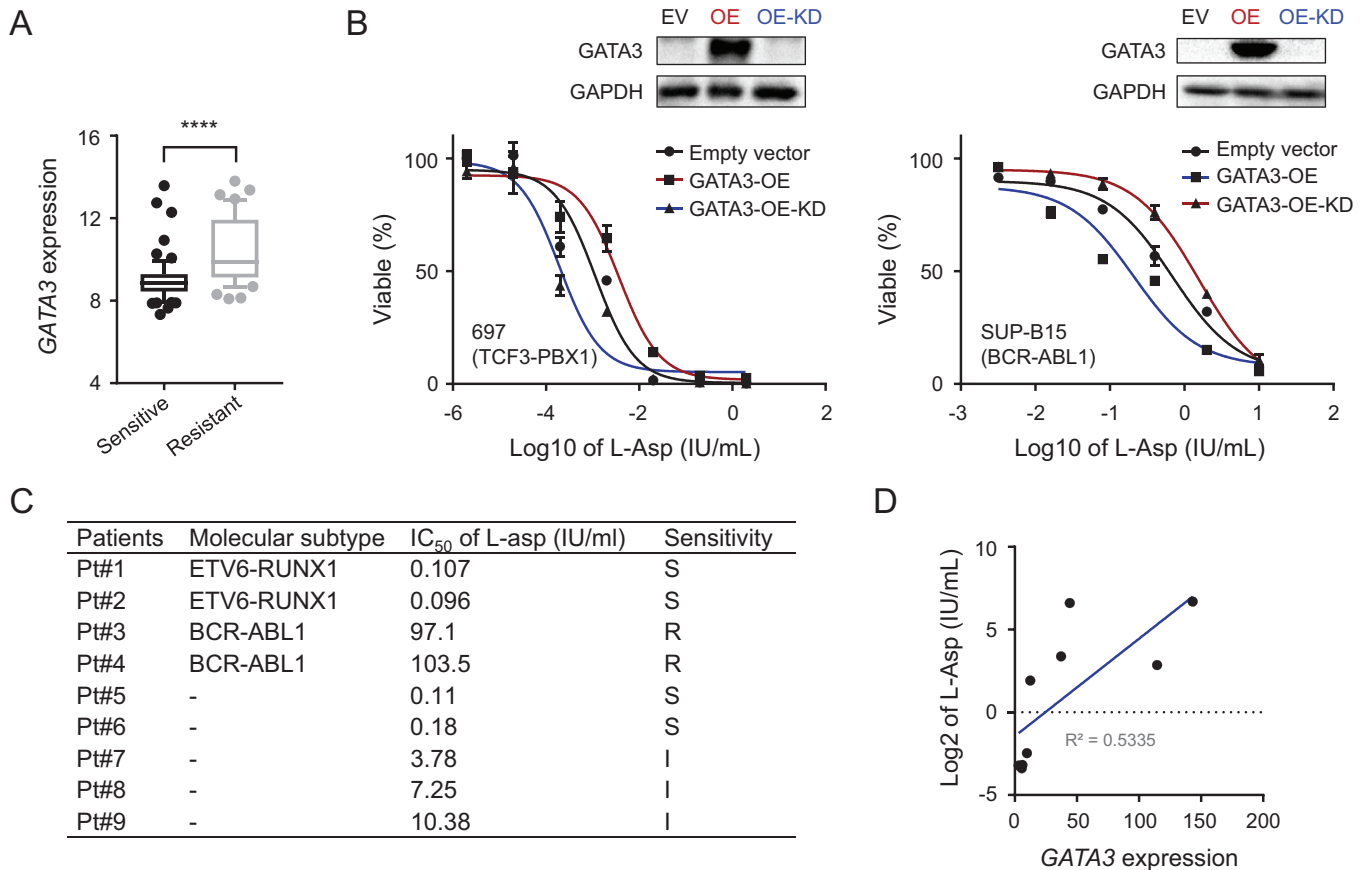 A
****
GATA3 expression
16
12
8
4
Sensitive
Resistant
B
EV OE OE-KD
GATA3
GAPDH
Empty vector
GATA3-OE
GATA3-OE-KD
Viable (%)
100
50
0
697
(TCF3-PBX1)
-6 -4 -2 0 2
Log10 of L-Asp (IU/mL)
EV OE OE-KD
GATA3
GAPDH
Empty vector
GATA3-OE
GATA3-OE-KD
Viable (%)
100
50
0
SUP-B15
(BCR-ABL1)
-3 -2 -1 0 1 2
Log10 of L-Asp (IU/mL)
C
Patients Molecular subtype IC50 of L-asp (IU/ml) Sensitivity
Pt#1 ETV6-RUNX1 0.107 S
Pt#2 ETV6-RUNX1 0.096 S
Pt#3 BCR-ABL1 97.1 R
Pt#4 BCR-ABL1 103.5 R
Pt#5 - 0.11 S
Pt#6 - 0.18 S
Pt#7 - 3.78 I
Pt#8 - 7.25 I
Pt#9 - 10.38 I
D
Log2 of L-Asp (IU/mL)
10
5
0
-5
R² = 0.5335
0 50 100 150 200
GATA3 expression